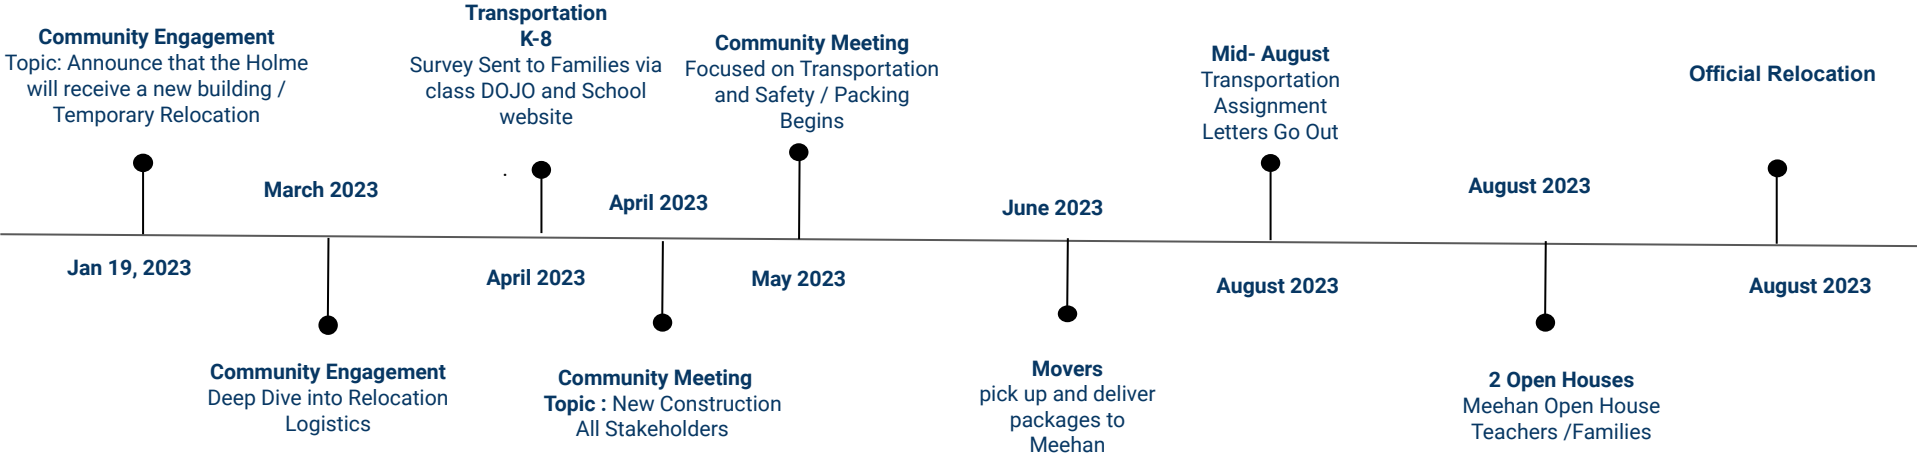 Community Engagement
Topic: Announce that the Holme
will receive a new building /
Temporary Relocation
Jan 19, 2023
March 2023
Community Engagement
Deep Dive into Relocation
Logistics
Transportation
K-8
Survey Sent to Families via
class DOJO and School
website
April 2023
April 2023
Community Meeting
Topic : New Construction
All Stakeholders
Community Meeting
Focused on Transportation
and Safety / Packing
Begins
May 2023
June 2023
Movers
pick up and deliver
packages to
Meehan
Mid- August
Transportation
Assignment
Letters Go Out
August 2023
August 2023
2 Open Houses
Meehan Open House
Teachers /Families
Official Relocation
August 2023